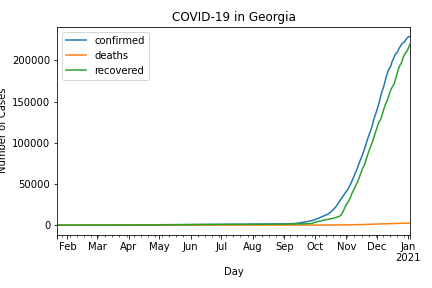 COVID-19 in Georgia
confirmed
deaths
recovered
200000
150000
100000
50000
0
Number of Cases
Feb Mar Apr May Jun Jul Aug Sep Oct Nov Dec Jan
2021
Day